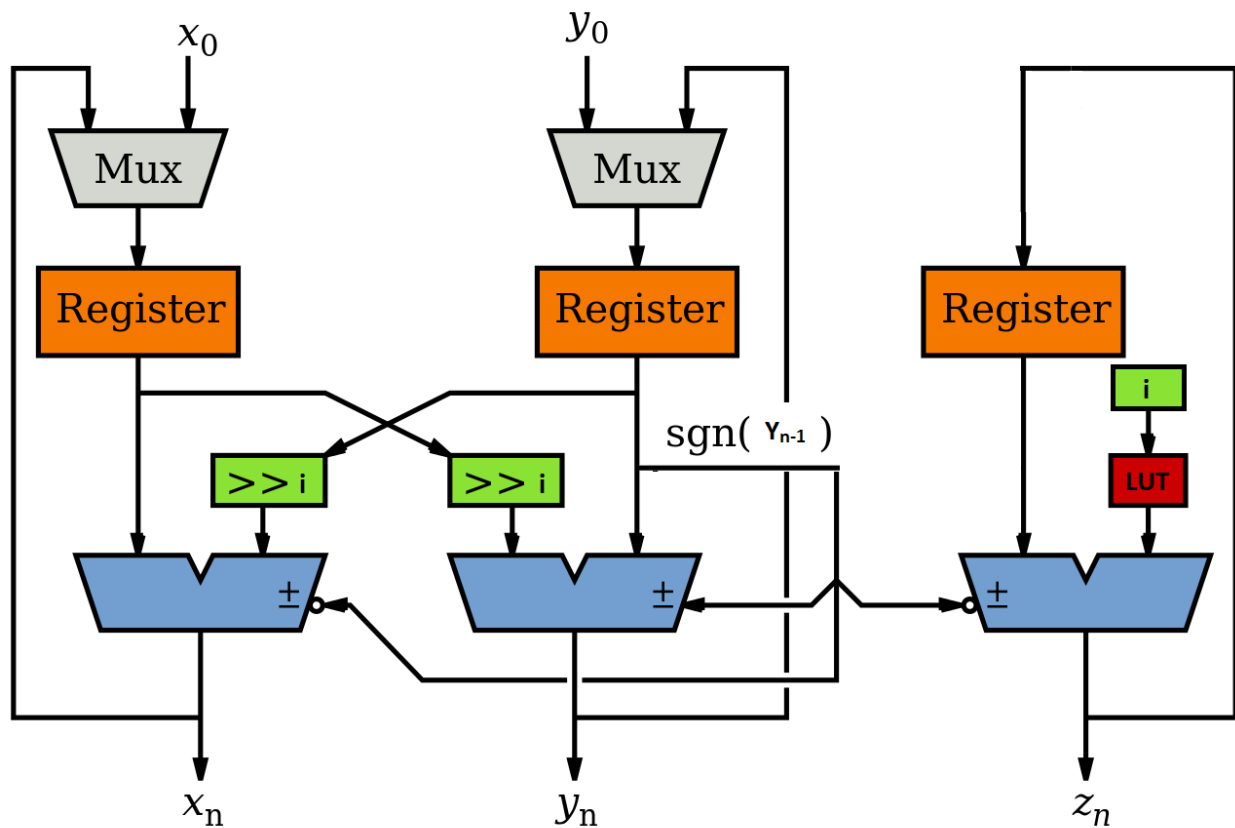 x0
y0
Mux
Mux
Register
Register
Register
i
sgn( Yn-1 )
>> i
>> i
LUT
±
±
±
xn
yn
zn